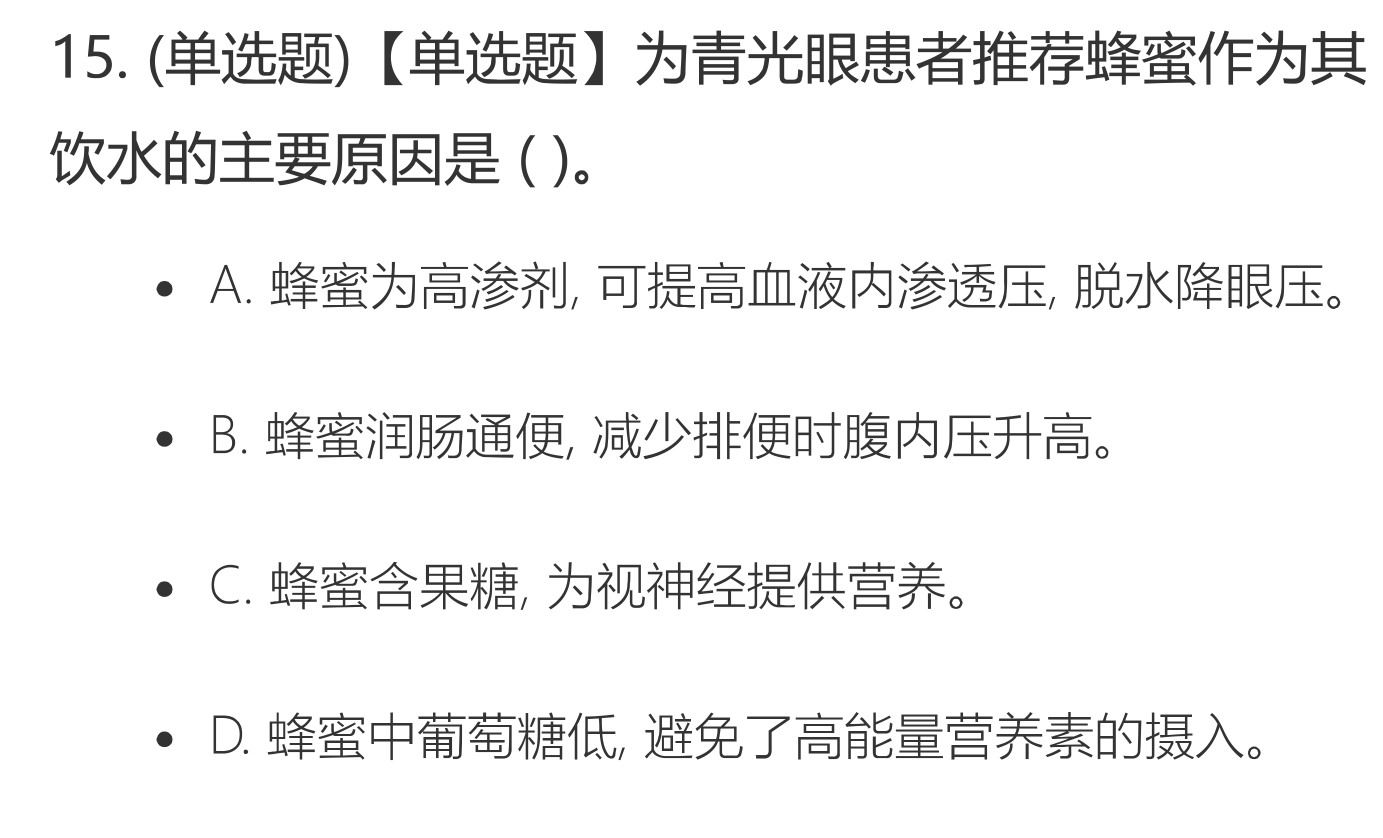 15. (单选题)【单选题】为青光眼患者推荐蜂蜜作为其
饮水的主要原因是 ( )。
• A. 蜂蜜为高渗剂, 可提高血液内渗透压, 脱水降眼压。
• B. 蜂蜜润肠通便, 减少排便时腹内压升高。
• C. 蜂蜜含果糖, 为视神经提供营养。
• D. 蜂蜜中葡萄糖低, 避免了高能量营养素的摄入。